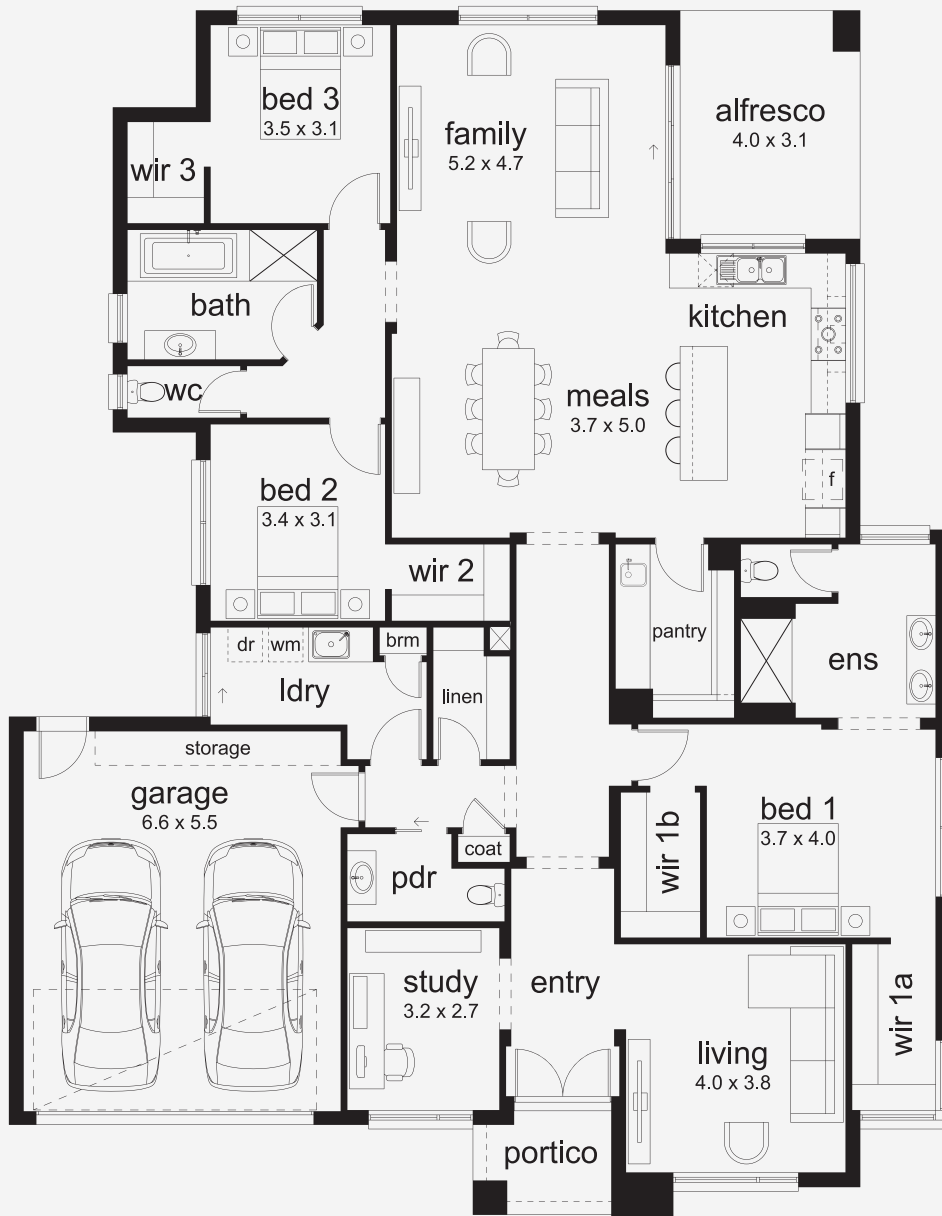 bed 3
3.5 x 3.1
family
5.2 x 4.7
alfresco
4.0 x 3.1
wir 3
bath
kitchen
wc
meals
3.7 x 5.0
bed 2
3.4 x 3.1
f
wir 2
pantry
ens
dr
wm
brm
ldry
linen
storage
garage
6.6 x 5.5
bed 1
3.7 x 4.0
wir 1b
coat
pdr
study
3.2 x 2.7
entry
living
4.0 x 3.8
wir 1a
portico